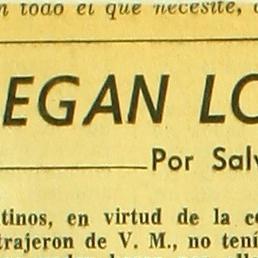 n todo el que necesite,
EGAN LO
Por Salv
tinos, en virtud de la c
trajeron de V. M., no tení